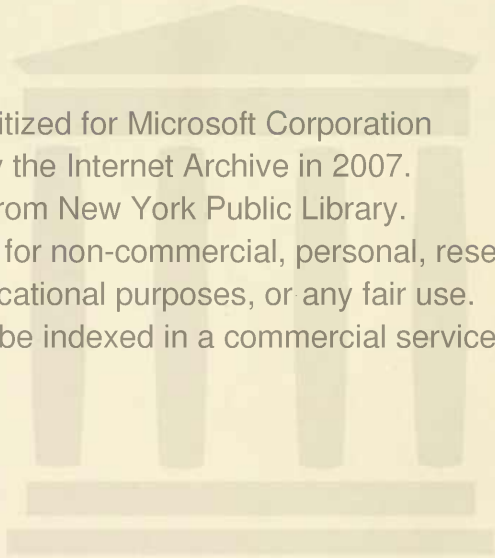 itized for Microsoft Corporation
the Internet Archive in 2007.
rom New York Public Library.
for non-commercial, personal, rese
cational purposes, or any fair use.
be indexed in a commercial service